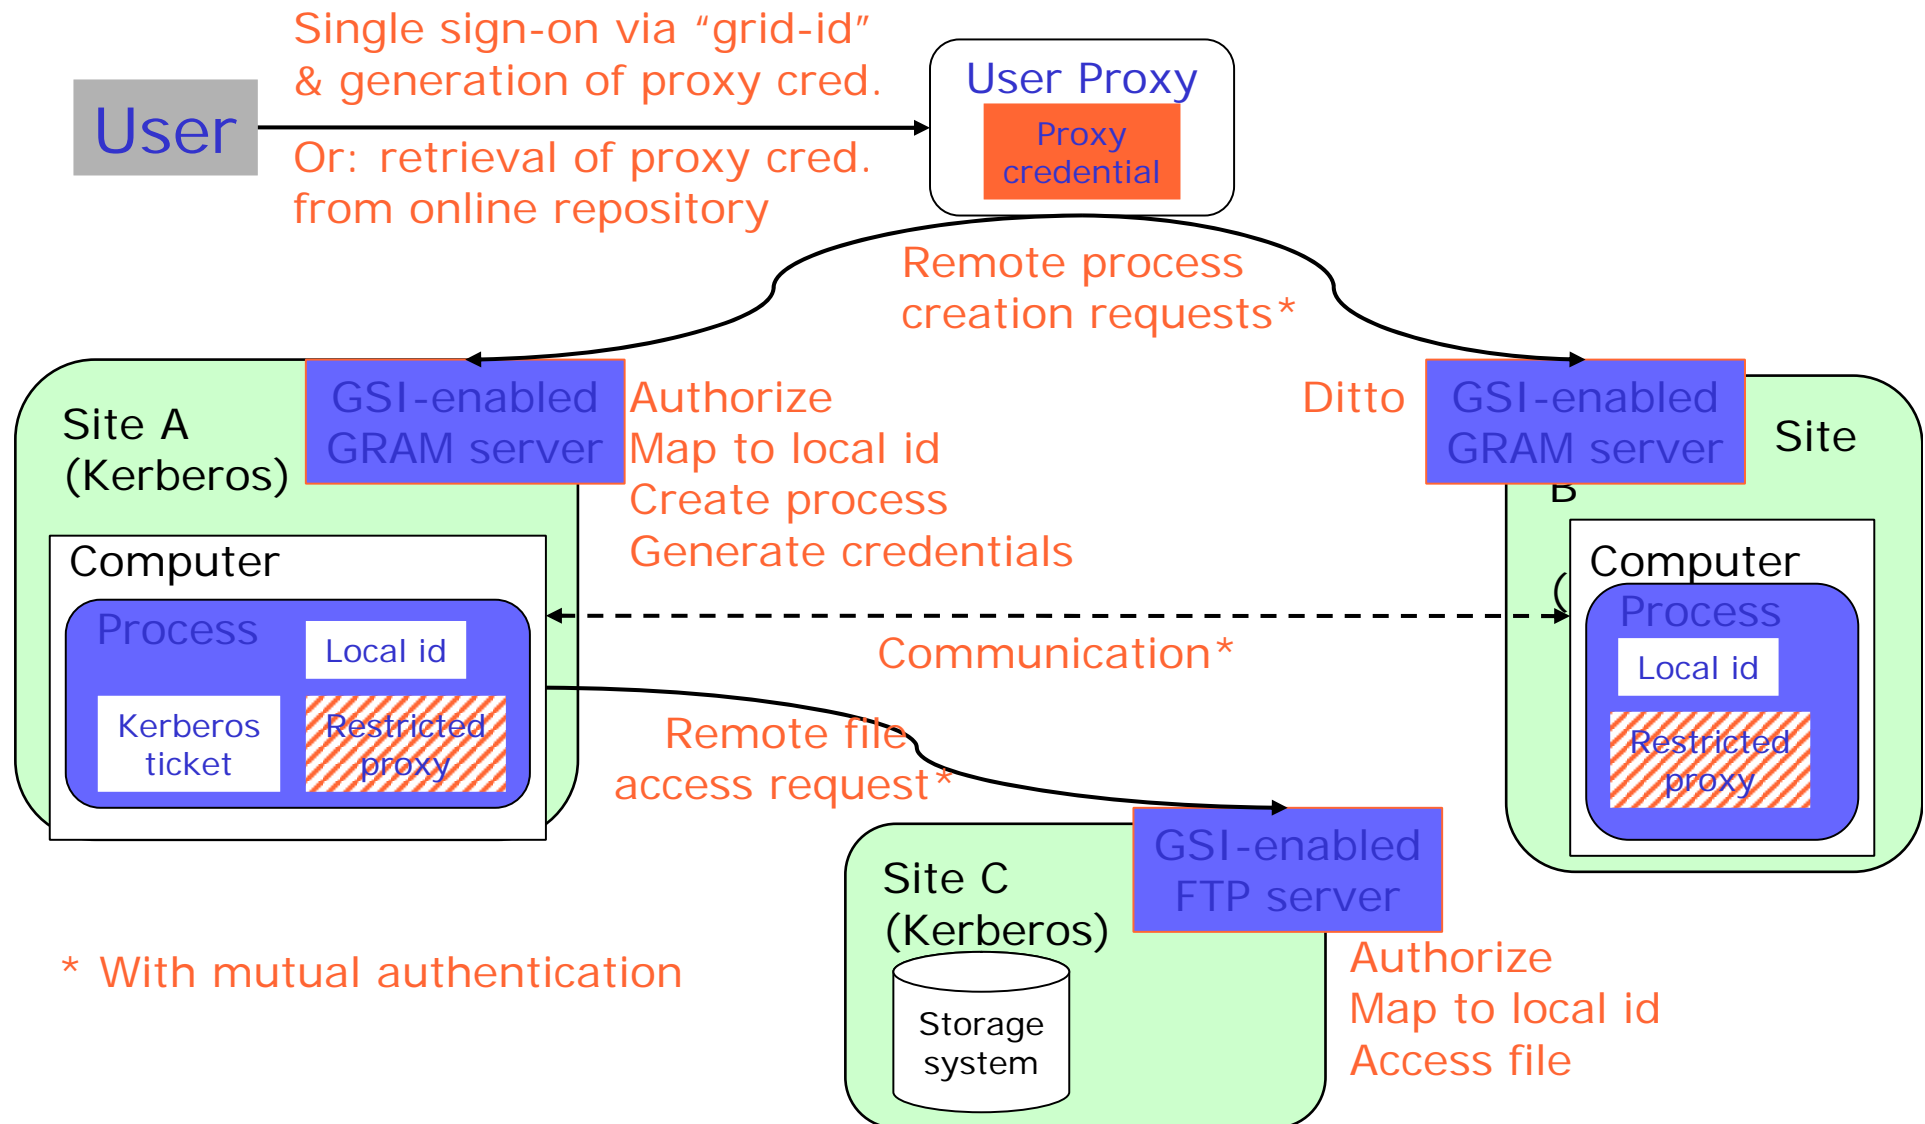 Single sign-on via “grid-id”
& generation of proxy cred.
User
Or: retrieval of proxy cred.
from online repository
User Proxy
Proxy
credential
Remote process
creation requests*
Site A
(Kerberos)
GSI-enabled
GRAM server
Authorize
Map to local id
Create process
Generate credentials
Ditto
GSI-enabled
GRAM server
Site
B
(
Computer
Process
Local id
Kerberos
ticket
Restricted
proxy
Communication*
Computer
Process
Local id
Restricted
proxy
Remote file
access request*
Site C
(Kerberos)
GSI-enabled
FTP server
Storage
system
Authorize
Map to local id
Access file
* With mutual authentication